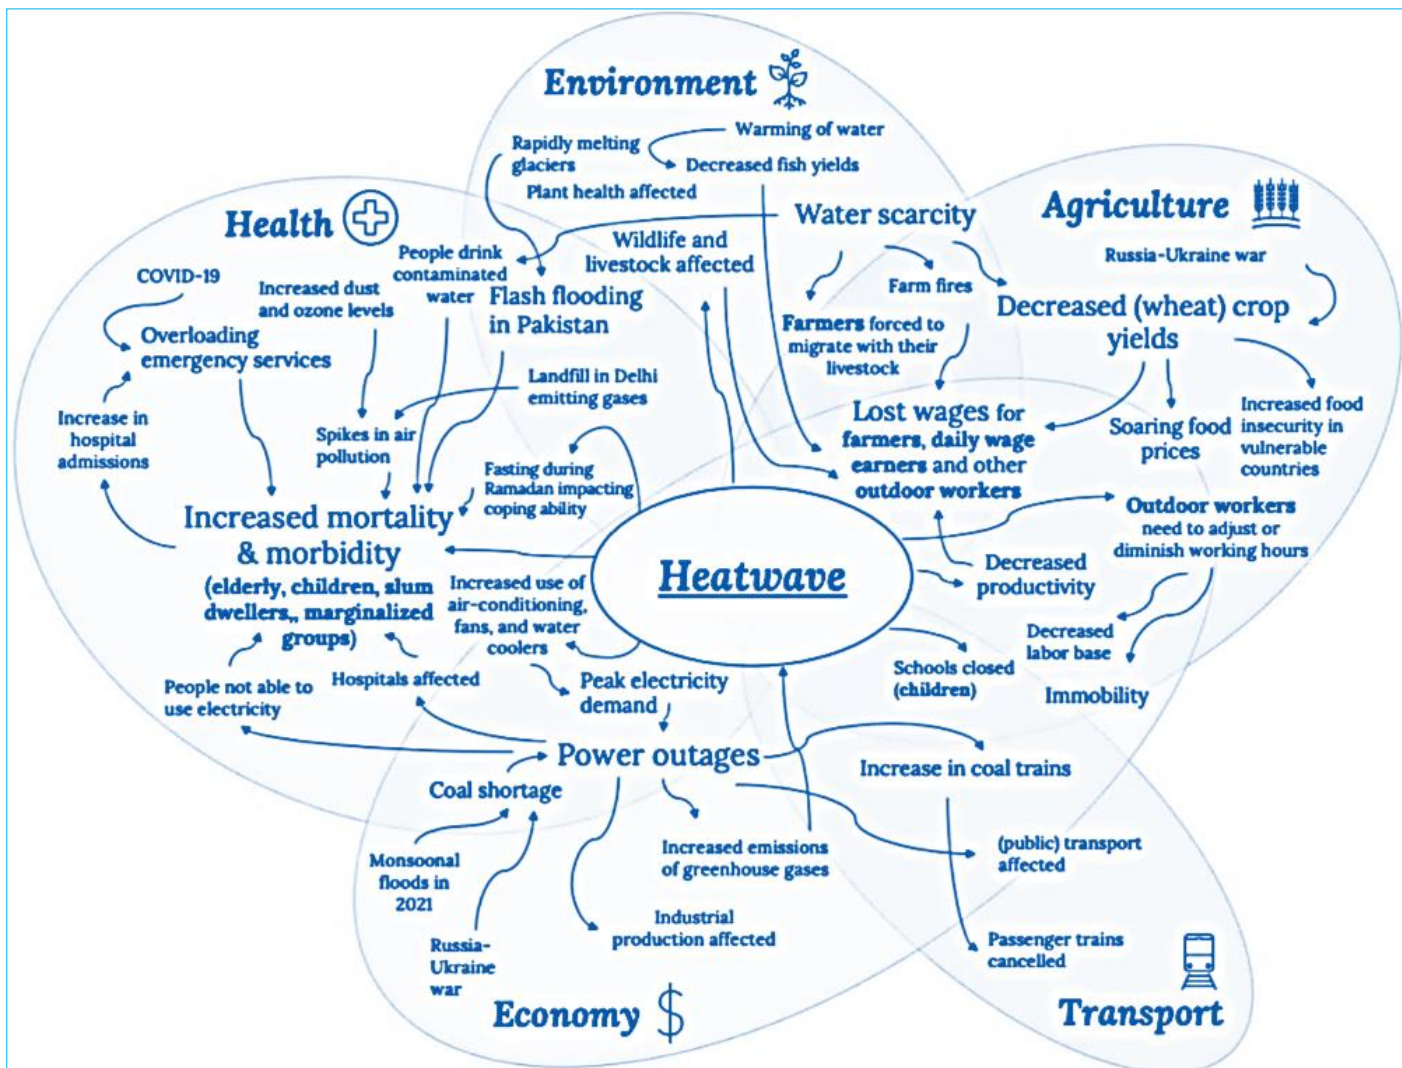 Environment
Warming of water
Rapidly melting
glaciers
Decreased fish yields
Plant health affected
Agriculture
Health
Water scarcity
Wildlife and
livestock affected
People drink
contaminated
water
Russia-Ukraine war
COVID-19
Increased dust
and ozone levels
Farm fires
Flash flooding
in Pakistan
Decreased (wheat) crop
yields
Farmers forced to
migrate with their
livestock
Overloading
emergency services
Landfill in Delhi
emitting gases
Increase in
hospital
admissions
Spikes in air
pollution
Lost wages for
farmers, daily wage
earners and other
outdoor workers
Soaring food
prices
Increased food
insecurity in
vulnerable
countries
Fasting during
Ramadan impacting
coping ability
Outdoor workers
need to adjust or
diminish working hours
Increased mortality
& morbidity
(elderly, children, slum
dwellers,, marginalized
groups)
Heatwave
Decreased
productivity
Increased use of
air-conditioning,
fans, and water
coolers
Decreased
labor base
Immobility
Schools closed
(children)
Hospitals affected
People not able to
use electricity
Peak electricity
demand
Power outages
Increase in coal trains
Coal shortage
Increased emissions
of greenhouse gases
(public) transport
affected
Monsoonal
floods in
2021
Industrial
production affected
Russia-
Ukraine
war
Passenger trains
cancelled
Economy $
Transport